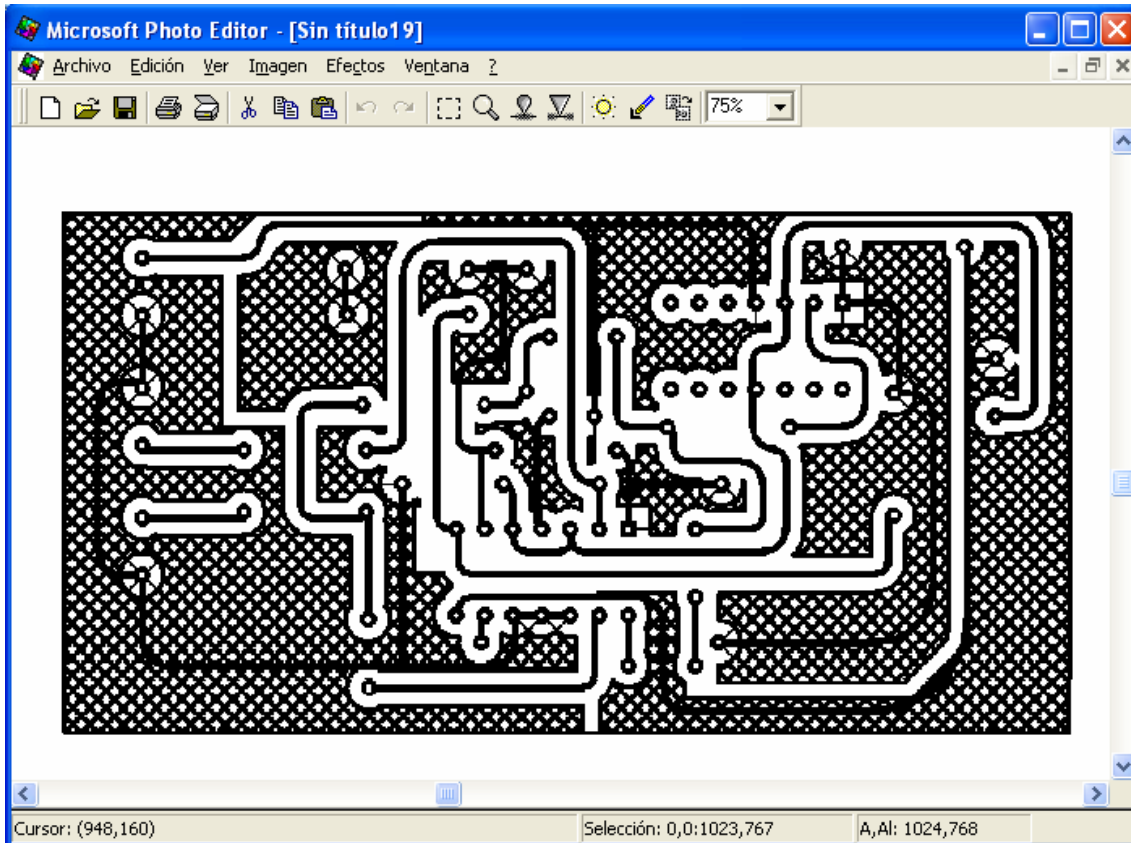 Microsoft Photo Editor - [Sin título19]
Archivo Edición Ver Imagen Efectos Ventana ?
75%
Cursor: (948,160) Selección: 0,0:1023,767 A,Al: 1024,768